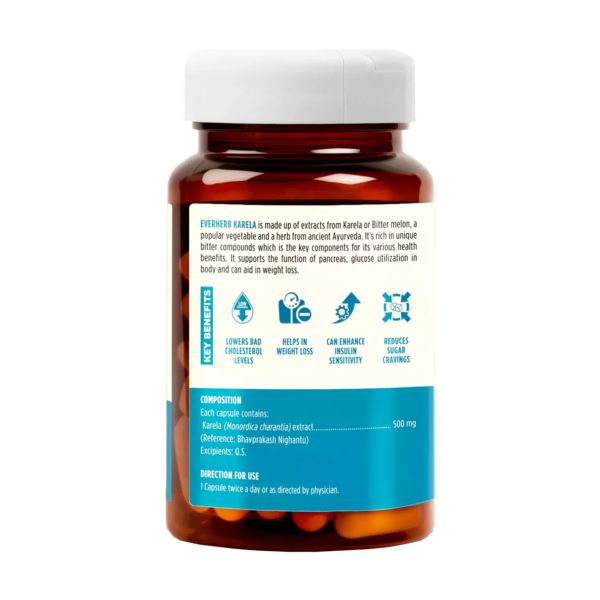 EVERHERB KARELA is made up of extracts from Karela or Bitter melon, a
popular vegetable and a herb from ancient Ayurveda. It's rich in unique
bitter compounds which is the key components for its various health
benefits. It supports the function of pancreas, glucose utilization in
body and can aid in weight loss.
KEY BENEFITS
LOW
LOWERS BAD
CHOLESTEROL
LEVELS
HELPS IN
WEIGHT LOSS
CAN ENHANCE
INSULIN
SENSITIVITY
REDUCES
SUGAR
CRAVINGS
COMPOSITION
Each capsule contains:
Karela (Monordica charantia) extract.......................... 500 mg
(Reference: Bhavprakash Nighantu)
Excipients: Q.S.
DIRECTION FOR USE
1 Capsule twice a day or as directed by physician.